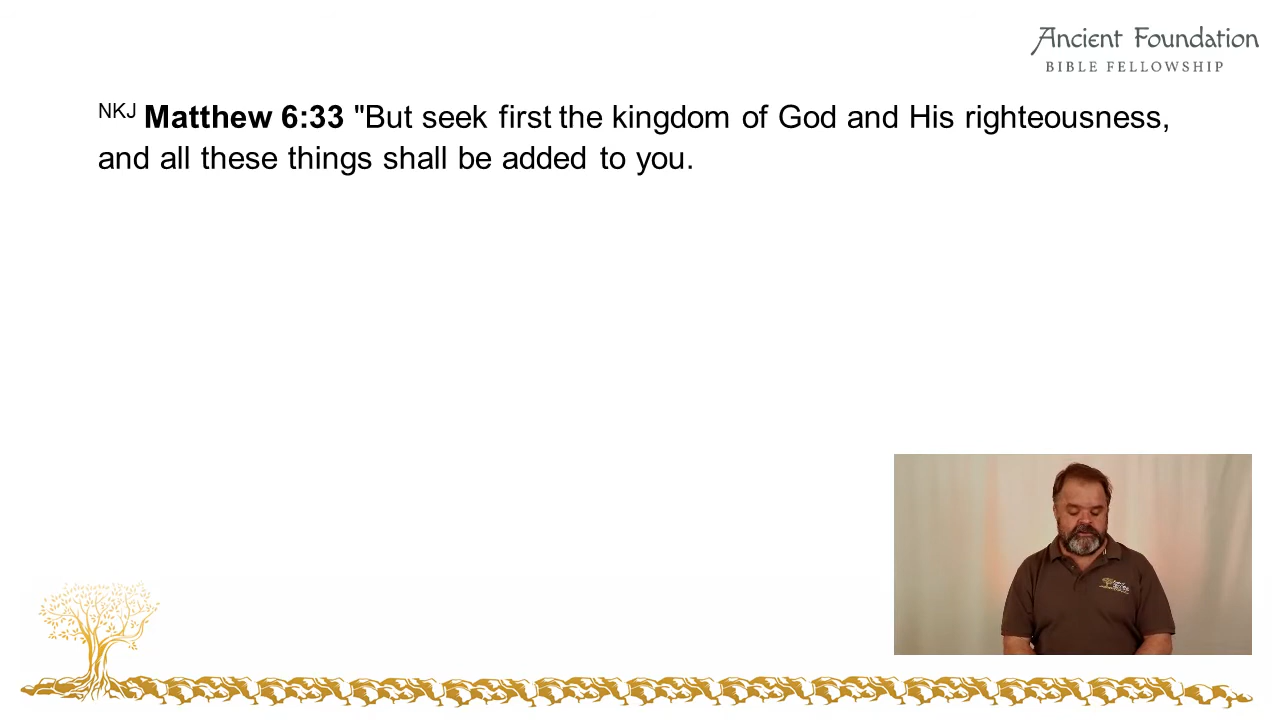 Ancient Foundation
BIBLE FELLOWSHIP
NKJ Matthew 6:33 "But seek first the kingdom of God and His righteousness,
and all these things shall be added to you.